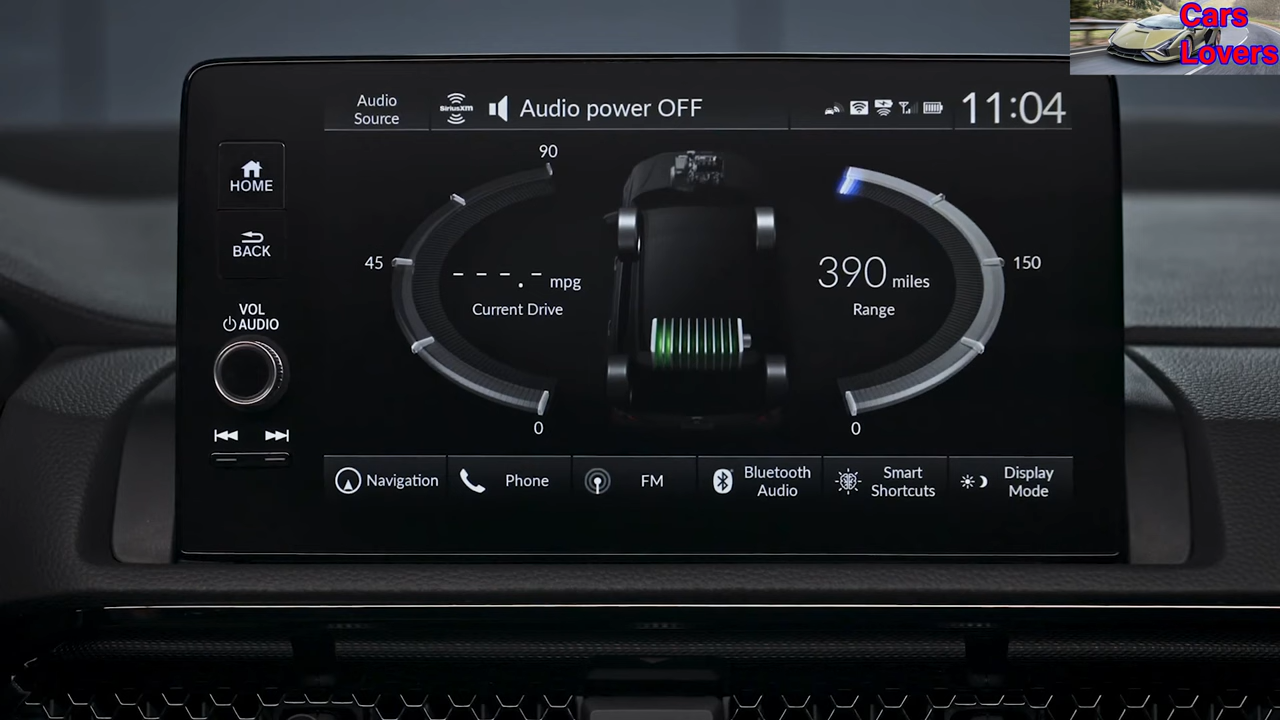 Cars
Lovers
Audio
Source
SiriusXM
Audio power OFF
11:04
HOME
BACK
VOL
AUDIO
90
45
0
---.- mpg
Current Drive
390 miles
Range
150
0
Navigation
Phone
FM
Bluetooth
Audio
Smart
Shortcuts
Display
Mode